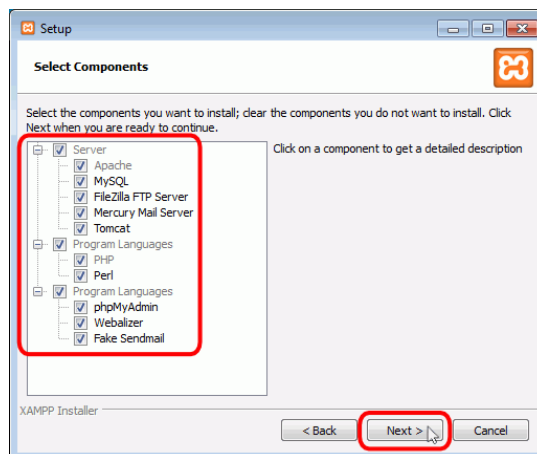 Setup
Select Components
Select the components you want to install; clear the components you do not want to install. Click
Next when you are ready to continue.
Server
Apache
MySQL
FileZilla FTP Server
Mercury Mail Server
Tomcat
Program Languages
PHP
Perl
Program Languages
phpMyAdmin
Webalizer
Fake Sendmail
Click on a component to get a detailed description
XAMPP Installer
< Back
Next >
Cancel